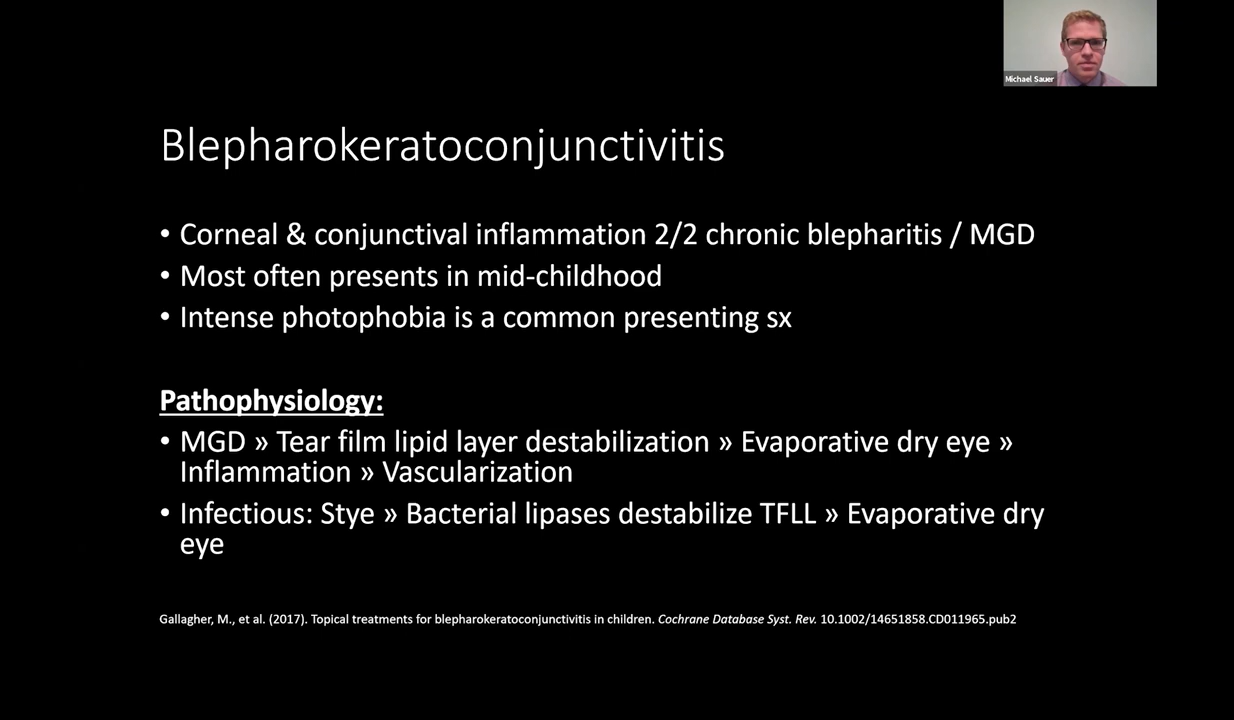 Michael Sauer
Blepharokeratoconjunctivitis
• Corneal & conjunctival inflammation 2/2 chronic blepharitis / MGD
• Most often presents in mid-childhood
• Intense photophobia is a common presenting sx
Pathophysiology:
• MGD » Tear film lipid layer destabilization » Evaporative dry eye »
Inflammation » Vascularization
• Infectious: Stye » Bacterial lipases destabilize TFLL » Evaporative dry
eye
Gallagher, M., et al. (2017). Topical treatments for blepharokeratoconjunctivitis in children. Cochrane Database Syst. Rev. 10.1002/14651858.CD011965.pub2